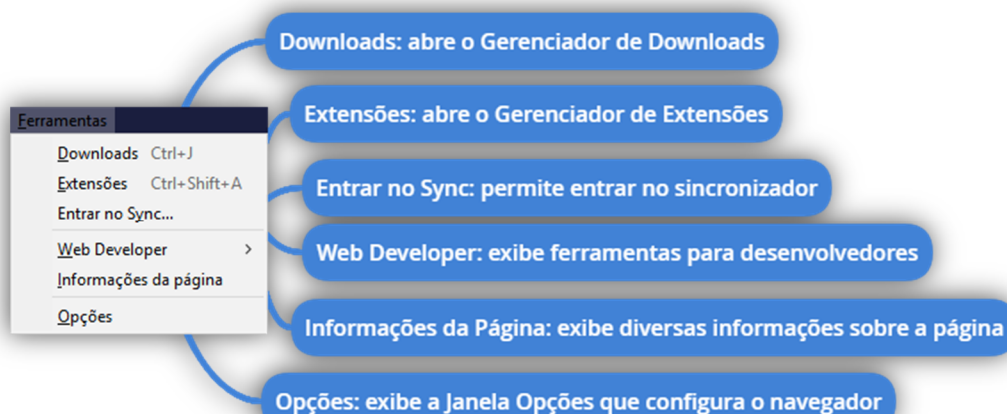 Downloads: abre o Gerenciador de Downloads
Extensões: abre o Gerenciador de Extensões
Ferramentas
Downloads Ctrl+J
Extensões Ctrl+Shift+A
Entrar no Sync...
Web Developer >
Informações da página
Opções
Entrar no Sync: permite entrar no sincronizador
Web Developer: exibe ferramentas para desenvolvedores
Informações da Página: exibe diversas informações sobre a página
Opções: exibe a Janela Opções que configura o navegador